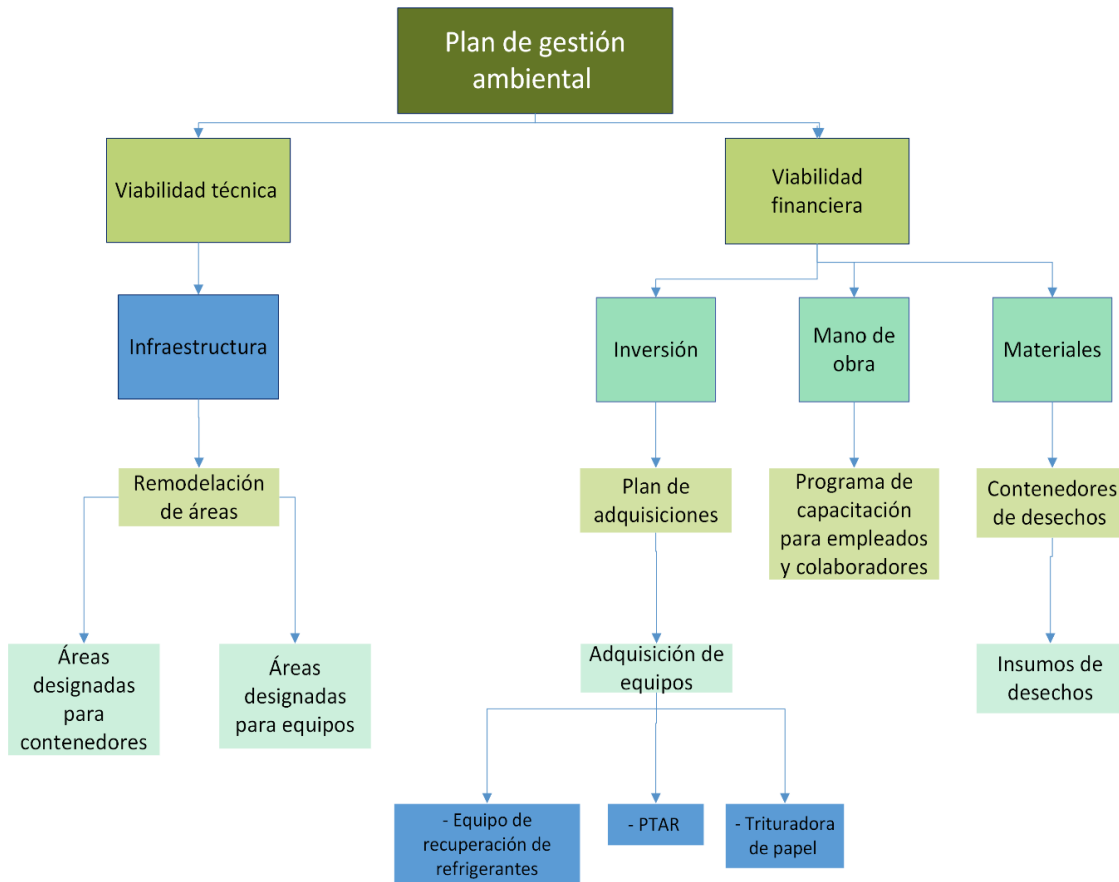 Plan de gestión
ambiental
Viabilidad técnica
Viabilidad
financiera
Infraestructura
Inversión
Mano de
obra
Materiales
Remodelación
de áreas
Plan de
adquisiciones
Programa de
capacitación
para empleados
y colaboradores
Contenedores
de desechos
Áreas
designadas
para
contenedores
Áreas
designadas
para equipos
Adquisición de
equipos
Insumos de
desechos
- Equipo de
recuperación de
refrigerantes
- PTAR
- Trituradora
de papel